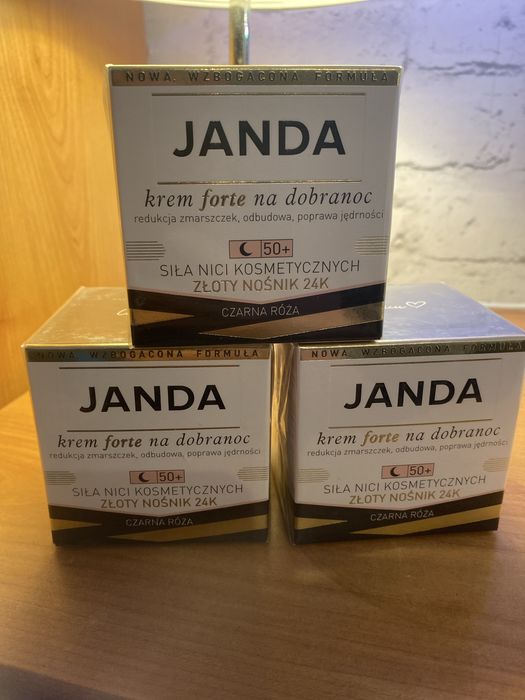 NOWA, WZBOGACONA FORMUŁA
JANDA
krem forte na dobranoc
redukcja zmarszczek, odbudowa, poprawa jędrności
50+
SIŁA NICI KOSMETYCZNYCH
ZŁOTY NOŚNIK 24K
CZARNA RÓŻA
NOWA, WZBOGACONA FORMUŁA
JANDA
krem forte na dobranoc
redukcja zmarszczek, odbudowa, poprawa jędrności
50+
SIŁA NICI KOSMETYCZNYCH
ZŁOTY NOŚNIK 24K
CZARNA RÓŻA
NOWA, WZBOGACONA FORMUŁA
JANDA
krem forte na dobranoc
redukcja zmarszczek, odbudowa, poprawa jędrności
50+
SIŁA NICI KOSMETYCZNYCH
ZŁOTY NOŚNIK 24K
CZARNA RÓŻA